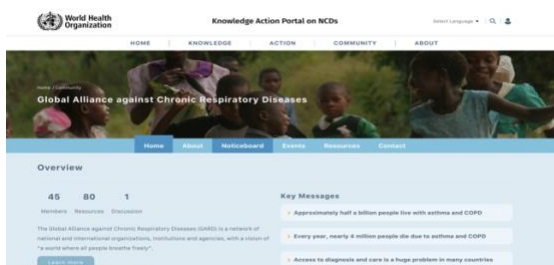 World Health
Organization
Knowledge Action Portal on NCDs
Select Language
HOME
KNOWLEDGE
ACTION
COMMUNITY
ABOUT
Home / Community
Global Alliance against Chronic Respiratory Diseases
Home
About
Noticeboard
Events
Resources
Contact
Overview
45 80 1
Members Resources Discussion
The Global Alliance against Chronic Respiratory Diseases (GARD) is a network of
national and international organizations, institutions and agencies, with a vision of
"a world where all people breathe freely".
Learn more
Key Messages
Approximately half a billion people live with asthma and COPD
Every year, nearly 4 million people die due to asthma and COPD
Access to diagnosis and care is a huge problem in many countries